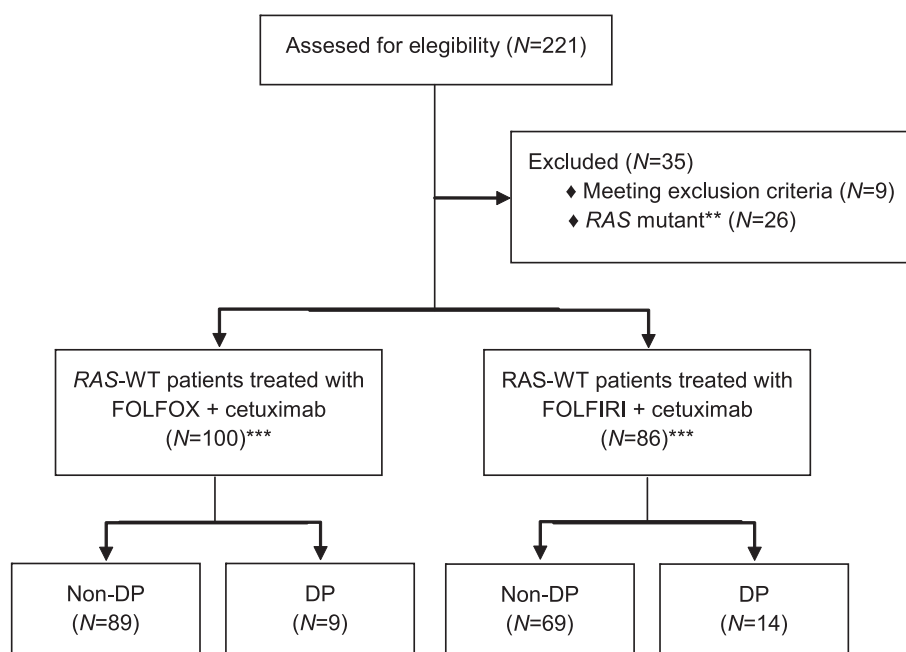 Assesed for elegibility (N=221)
Excluded (N=35)
♦ Meeting exclusion criteria (N=9)
♦ RAS mutant** (N=26)
RAS-WT patients treated with
FOLFOX + cetuximab
(N=100)***
RAS-WT patients treated with
FOLFIRI + cetuximab
(N=86)***
Non-DP
(N=89)
DP
(N=9)
Non-DP
(N=69)
DP
(N=14)